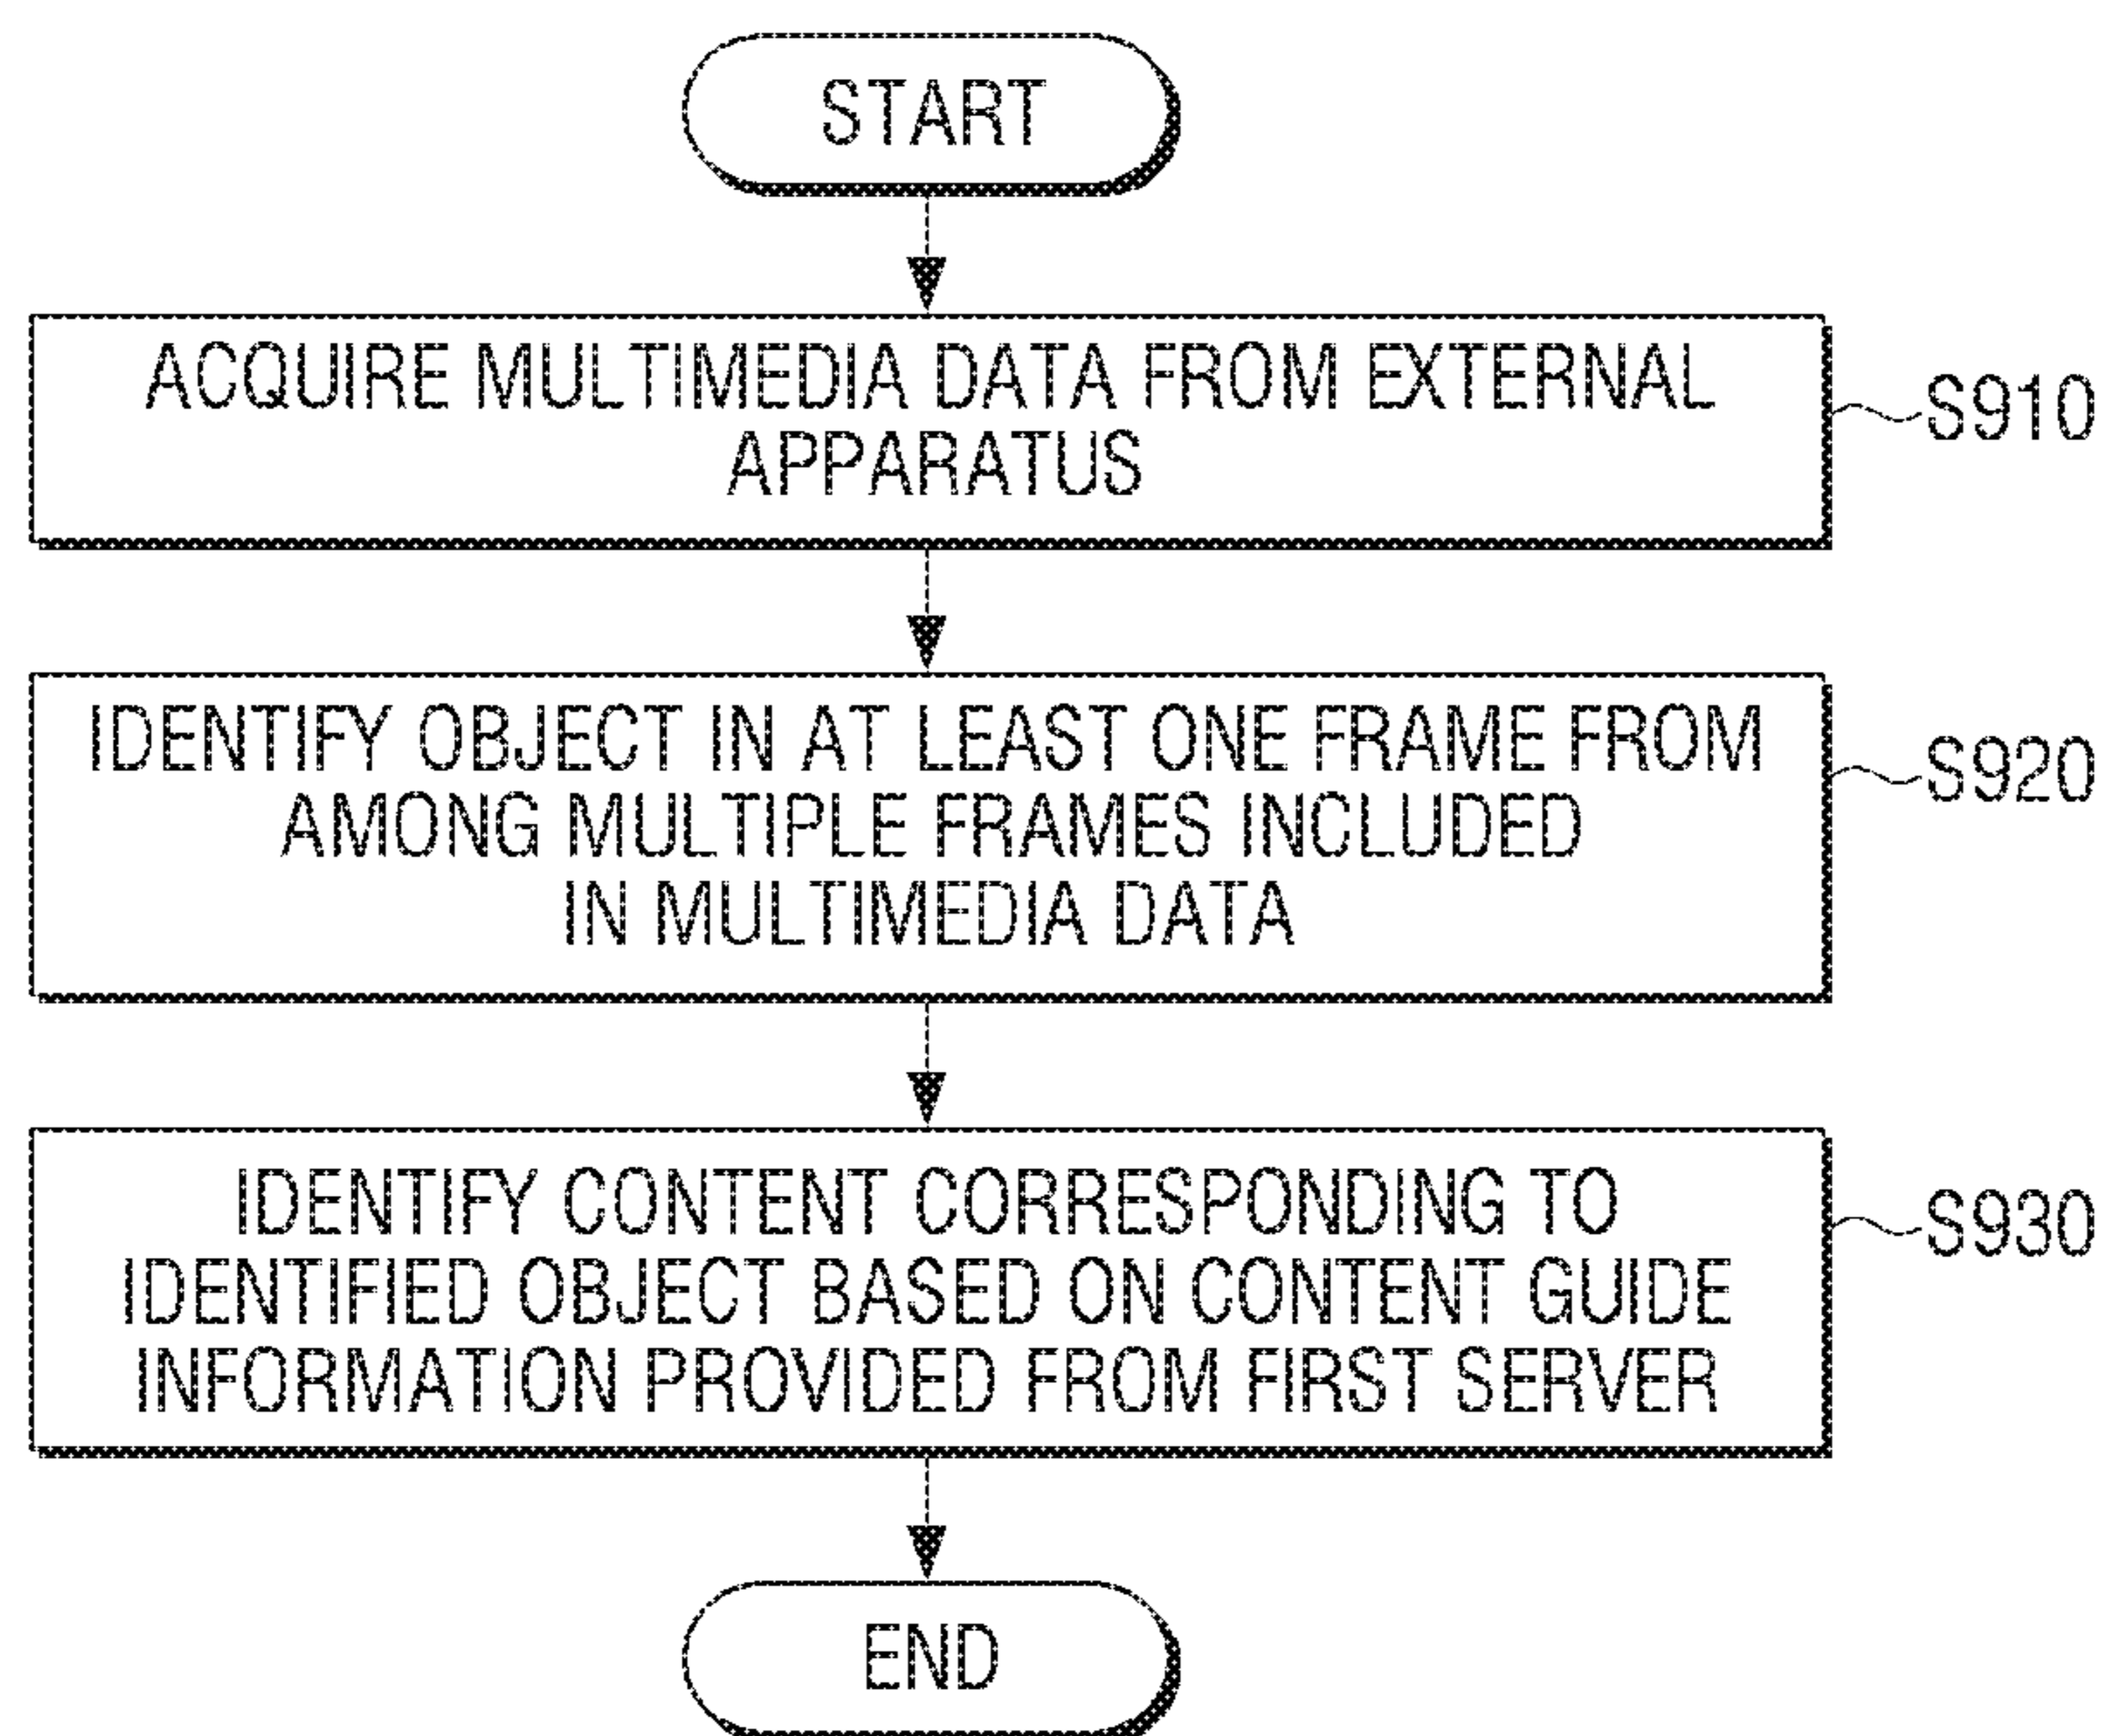 START
ACQUIRE MULTIMEDIA DATA FROM EXTERNAL
APPARATUS
S910
IDENTIFY OBJECT IN AT LEAST ONE FRAME FROM
AMONG MULTIPLE FRAMES INCLUDED
IN MULTIMEDIA DATA
S920
IDENTIFY CONTENT CORRESPONDING TO
IDENTIFIED OBJECT BASED ON CONTENT GUIDE
INFORMATION PROVIDED FROM FIRST SERVER
S930
END